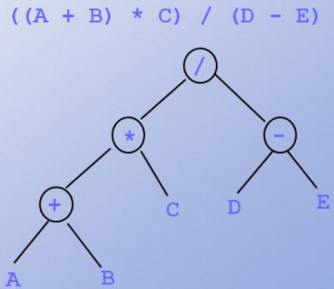 ((A + B) * C) / (D - E)
/
* -
+ C D E
A B